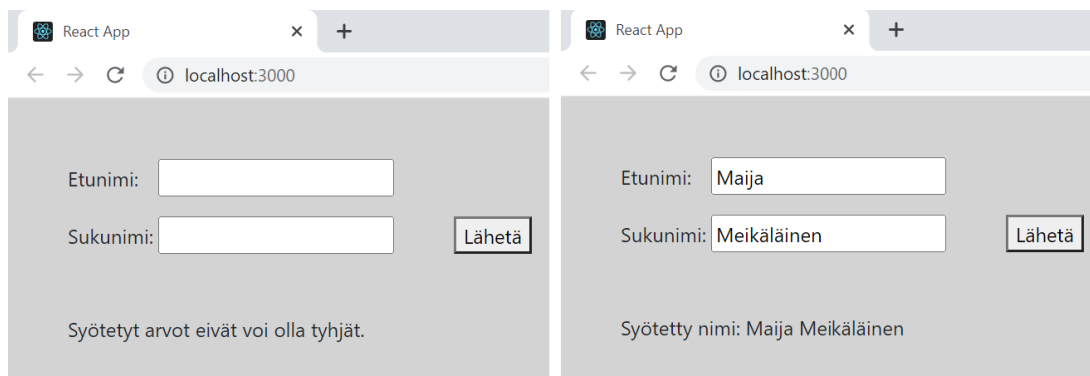 React App
localhost:3000
Etunimi:
Sukunimi:
Lähetä
Syötetyt arvot eivät voi olla tyhjät.
React App
localhost:3000
Etunimi: Maija
Sukunimi: Meikäläinen
Lähetä
Syötetty nimi: Maija Meikäläinen